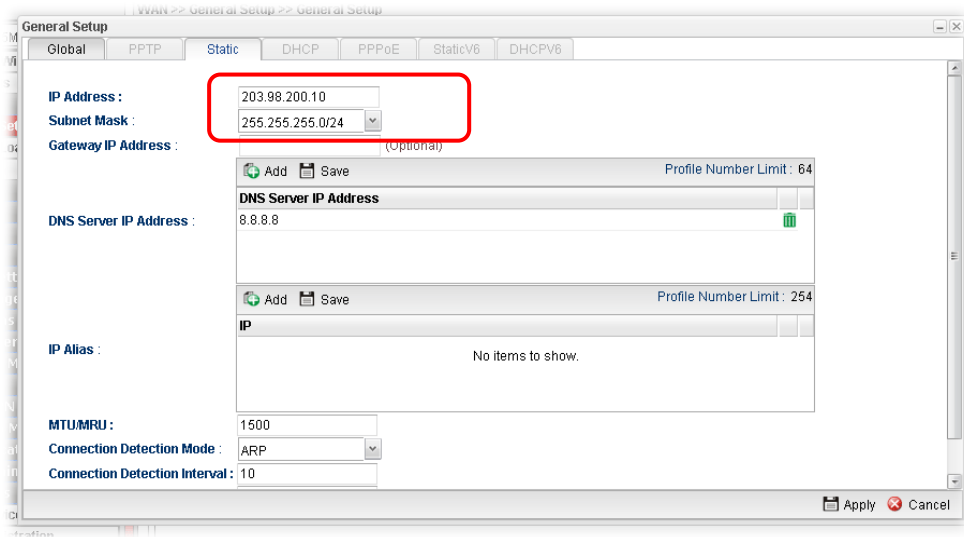 WAN >> General Setup >> General Setup
General Setup
Global PPTP Static DHCP PPPoE StaticV6 DHCPV6
IP Address : 203.98.200.10
Subnet Mask : 255.255.255.0/24
Gateway IP Address : (Optional)
Add Save Profile Number Limit : 64
DNS Server IP Address
DNS Server IP Address : 8.8.8.8
Add Save Profile Number Limit : 254
IP
IP Alias : No items to show.
MTU/MRU : 1500
Connection Detection Mode : ARP
Connection Detection Interval : 10
Apply Cancel